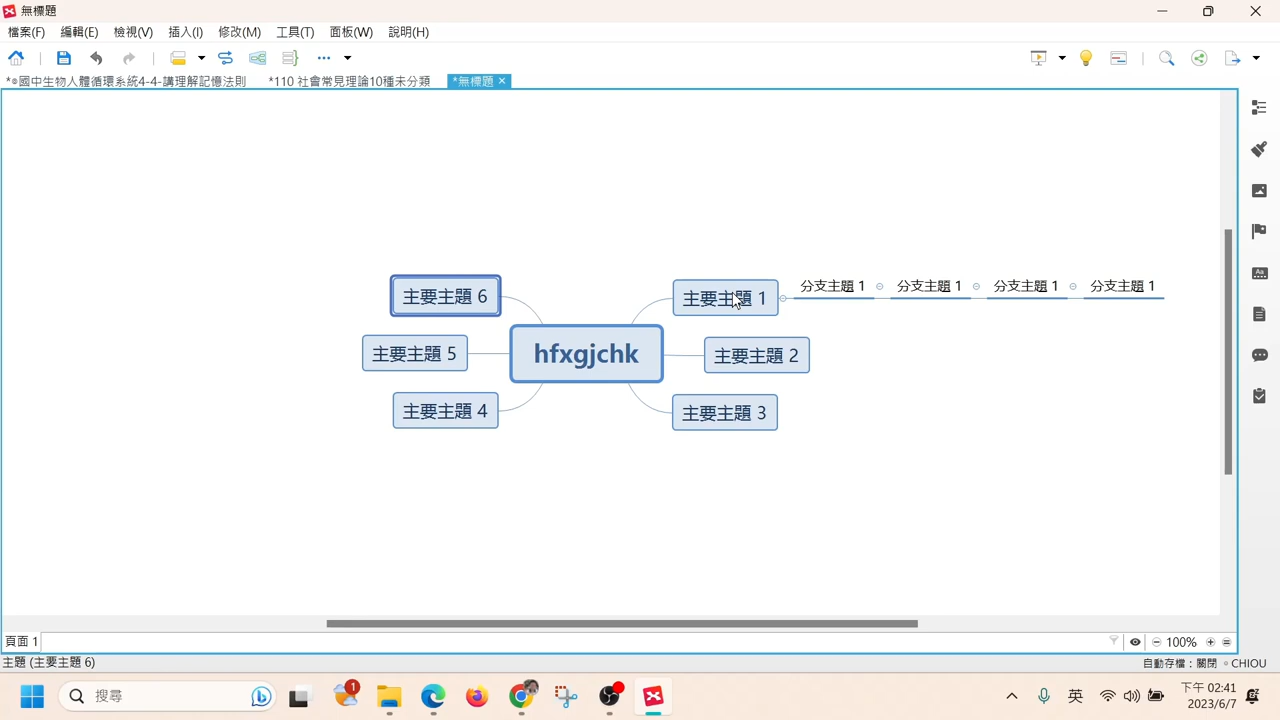 無標題
檔案(F) 編輯(E) 檢視(V) 插入(I) 修改(M) 工具(T) 面板(W) 說明(H)
*⊗國中生物人體循環系統4-4-講理解記憶法則 *110 社會常見理論10種未分類 *無標題
主要主題 6
主要主題 5
主要主題 4
hfxgjchk
主要主題 1
分支主題 1
分支主題 1
分支主題 1
分支主題 1
主要主題 2
主要主題 3
頁面 1
100%
主題 (主要主題 6)
自動存檔：關閉
CHIOU
搜尋
1
英
下午 02:41
2023/6/7